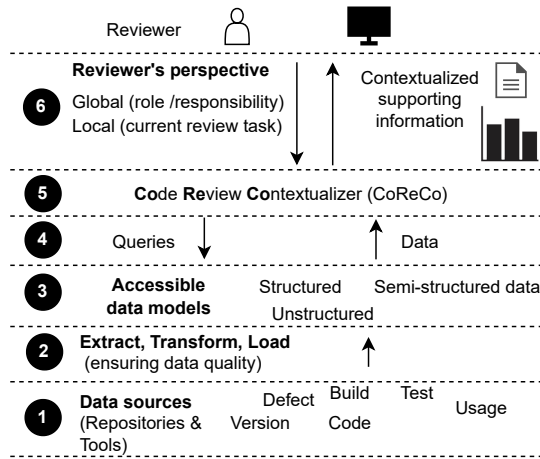 Reviewer
6
Reviewer's perspective
Global (role /responsibility)
Local (current review task)
Contextualized
supporting
information
5
Code Review Contextualizer (CoReCo)
4
Queries
Data
3
Accessible
data models
Structured
Semi-structured data
Unstructured
2
Extract, Transform, Load
(ensuring data quality)
1
Data sources
(Repositories &
Tools)
Defect
Build
Test
Usage
Version
Code